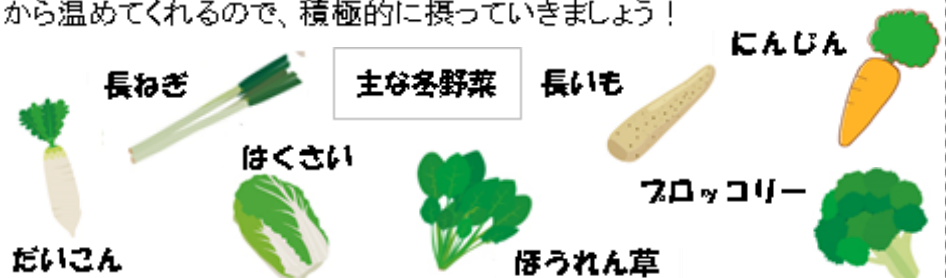 から温めてくれるので、積極的に摂っていきましょう！
にんじん
長ねぎ
主な冬野菜
長いも
はくさい
ブロッコリー
だいこん
ほうれん草